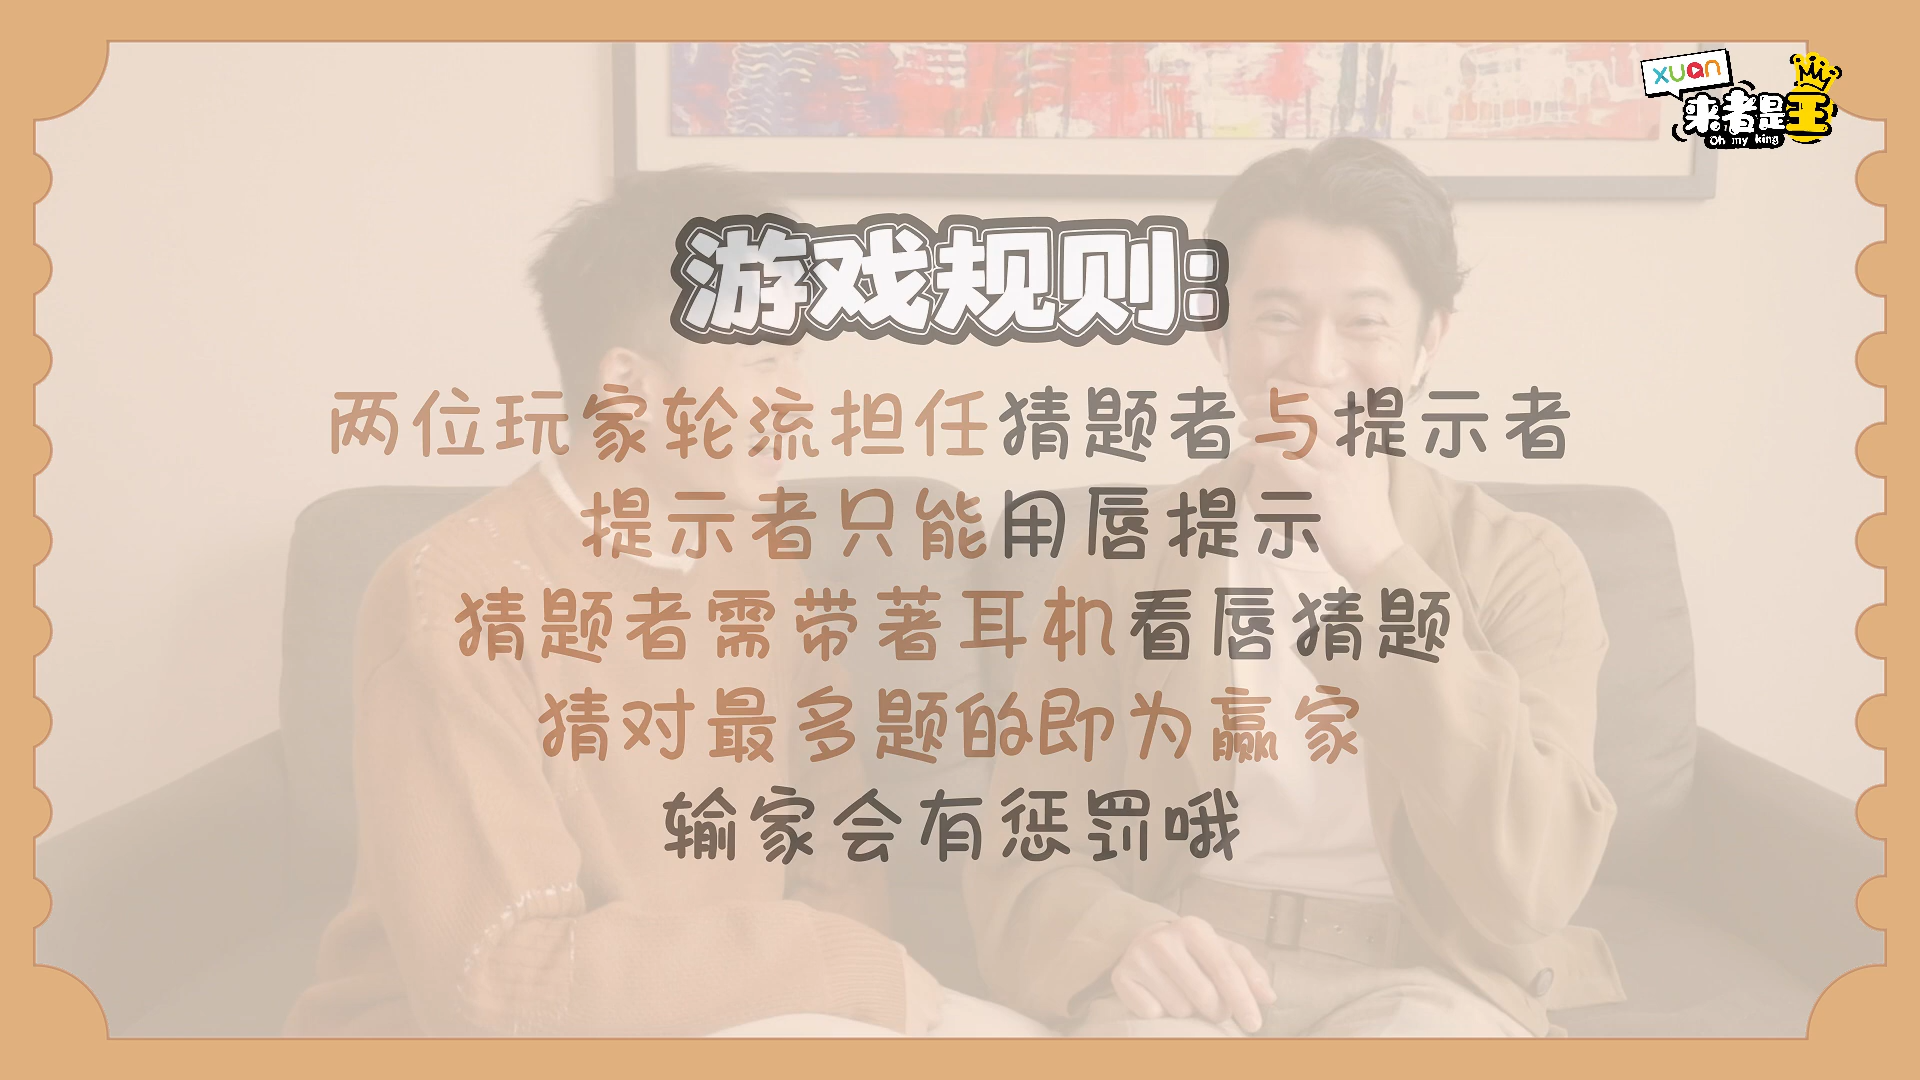 xuan
来者是王
Oh my king
游戏规则:
两位玩家轮流担任猜题者与提示者
提示者只能用唇提示
猜题者需带著耳机看唇猜题
猜对最多题的即为赢家
输家会有惩罚哦